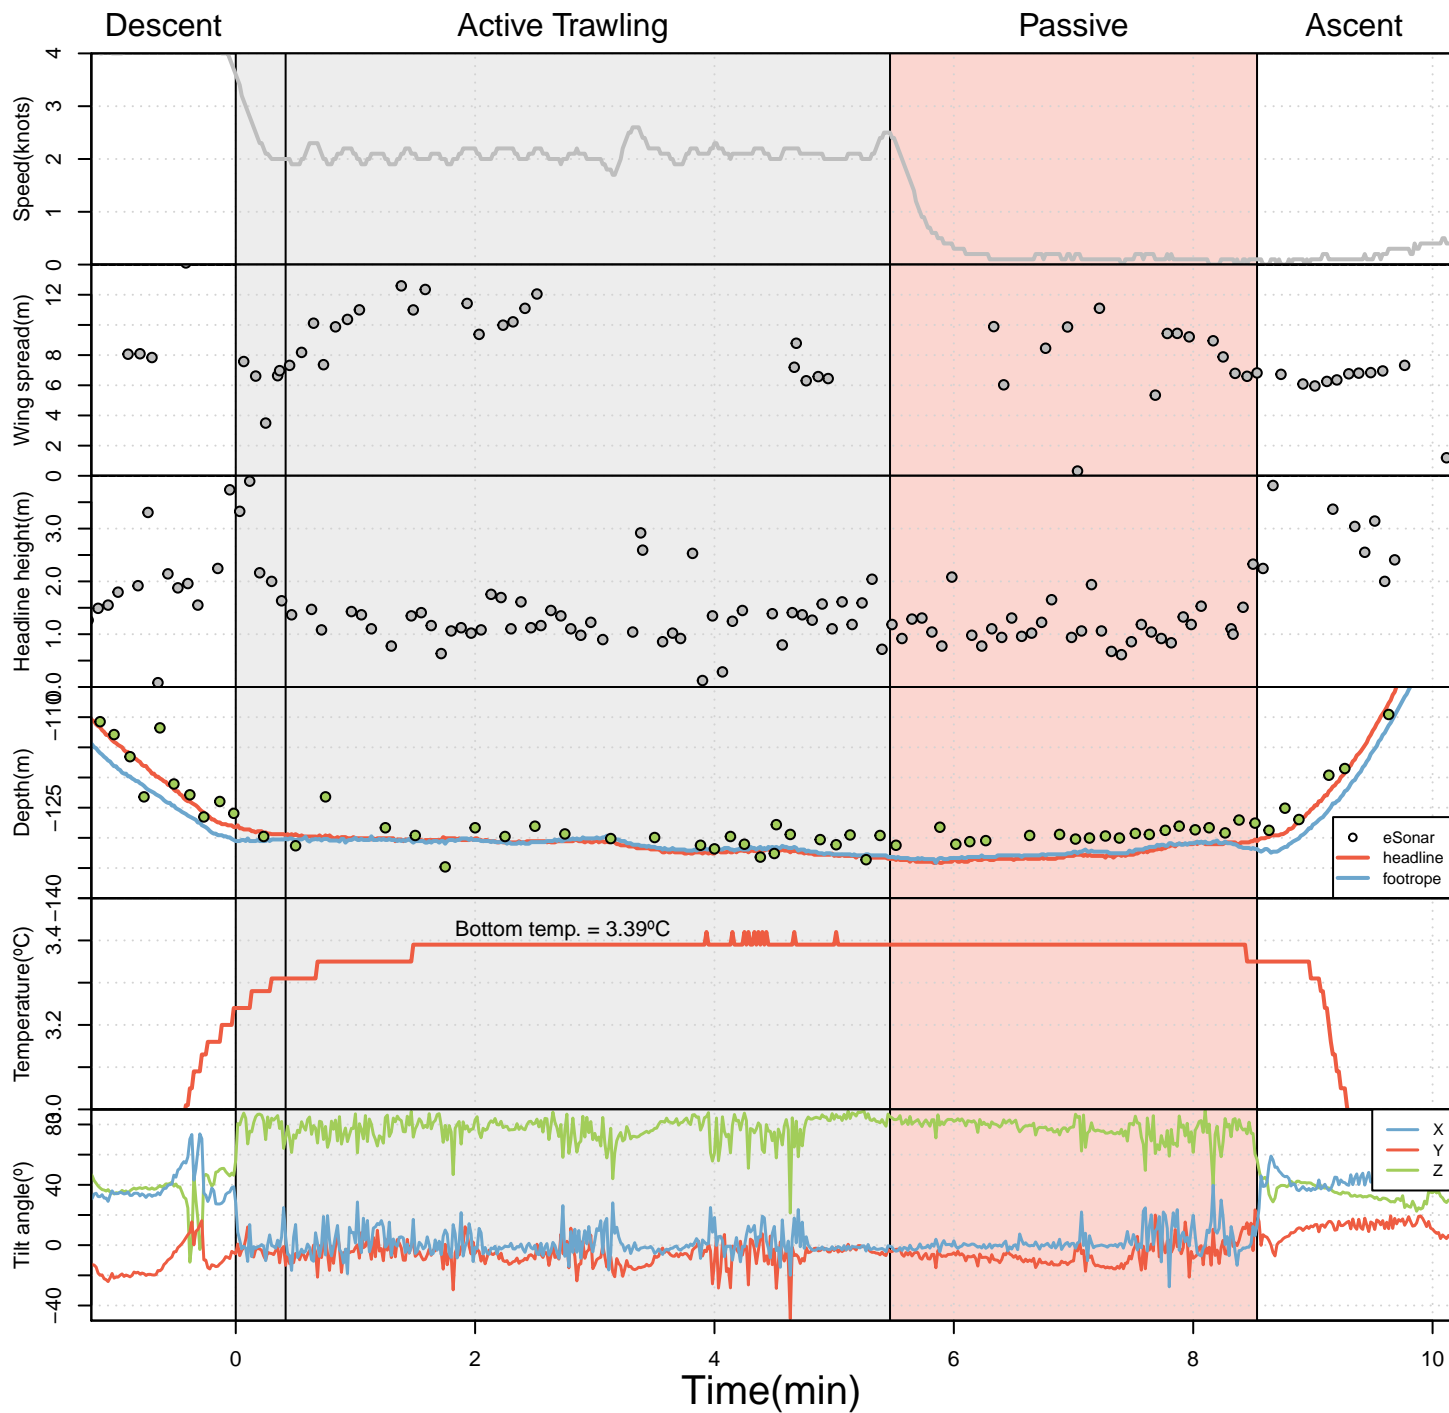 Descent Active Trawling Passive Ascent
Speed(knots)
4
3
2
1
0
Wing spread(m)
12
8
6
4
2
0
Headline height(m)
3.0
2.0
1.0
0.0
Depth(m)
-110
-125
-140
eSonar
headline
footrope
Temperature(ºC)
3.4
3.2
3.0
Bottom temp. = 3.39ºC
Tilt angle(º)
80
40
0
-40
X
Y
Z
0 2 4 6 8 10
Time(min)